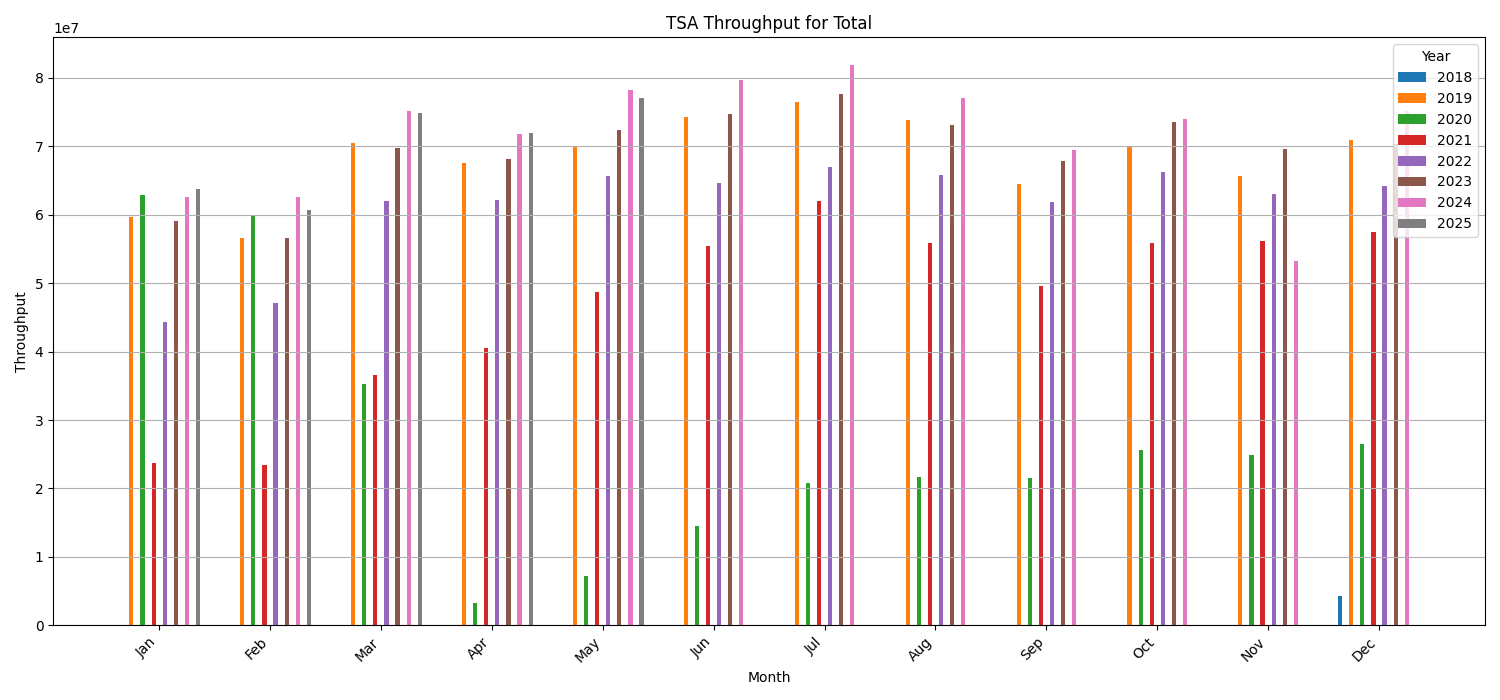 TSA Throughput for Total
1e7
8
7
6
5
4
3
2
1
0
Throughput
Year
2018
2019
2020
2021
2022
2023
2024
2025
Jan
Feb
Mar
Apr
May
Jun
Jul
Aug
Sep
Oct
Nov
Dec
Month